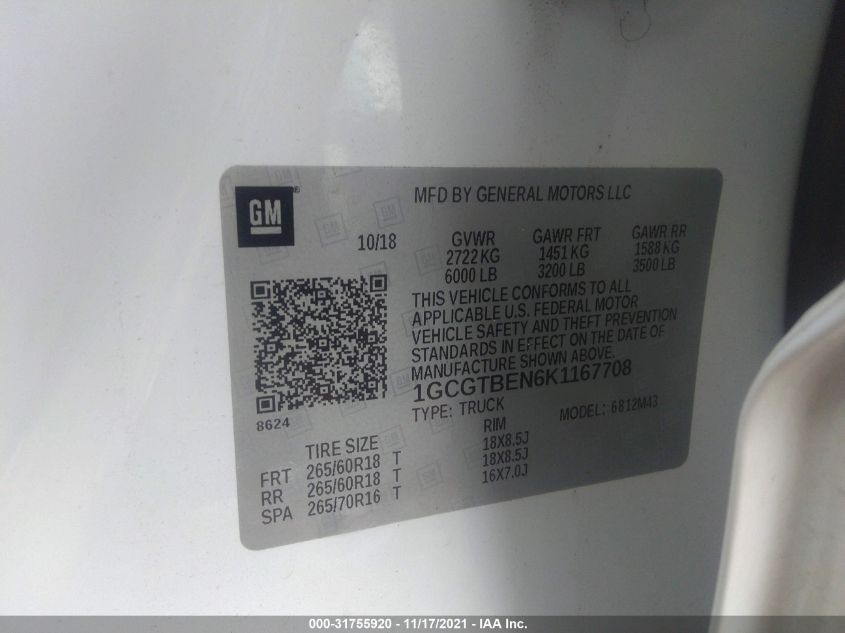 GM
MFD BY GENERAL MOTORS LLC
10/18
GVWR GAWR FRT GAWR RR
2722 KG 1451 KG 1588 KG
6000 LB 3200 LB 3500 LB
THIS VEHICLE CONFORMS TO ALL
APPLICABLE U.S. FEDERAL MOTOR
VEHICLE SAFETY AND THEFT PREVENTION
STANDARDS IN EFFECT ON THE DATE OF
MANUFACTURE SHOWN ABOVE.
1GCGTBEN6K1167708
TYPE: TRUCK MODEL: 6812M43
8624
TIRE SIZE RIM
FRT 265/60R18 T 18X8.5J
RR 265/60R18 T 18X8.5J
SPA 265/70R16 T 16X7.0J
000-31755920 - 11/17/2021 - IAA Inc.